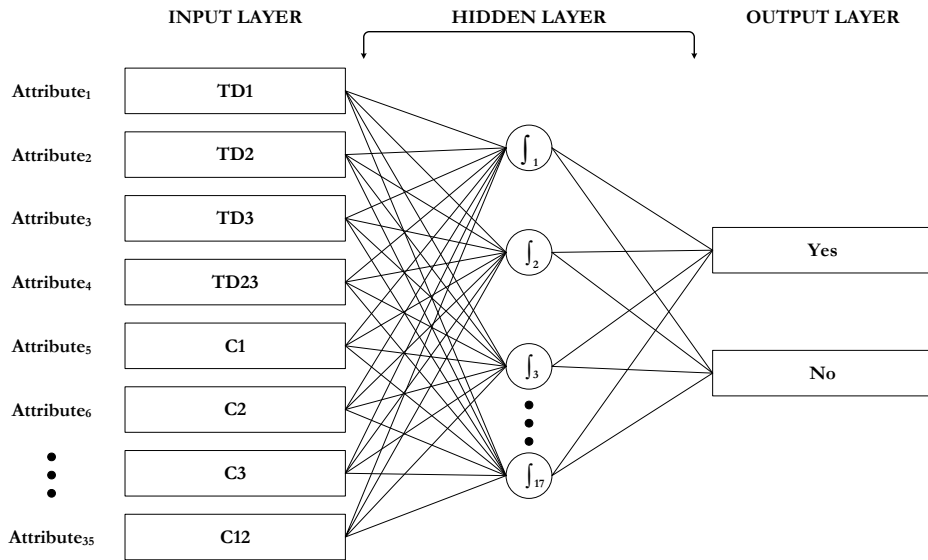 INPUT LAYER HIDDEN LAYER OUTPUT LAYER
Attribute₁ TD1
∫₁
Attribute₂ TD2
Attribute₃ TD3
∫₂ Yes
Attribute₄ TD23
Attribute₅ C1
∫₃ No
Attribute₆ C2
C3
∫₁₇
Attribute₃₅ C12